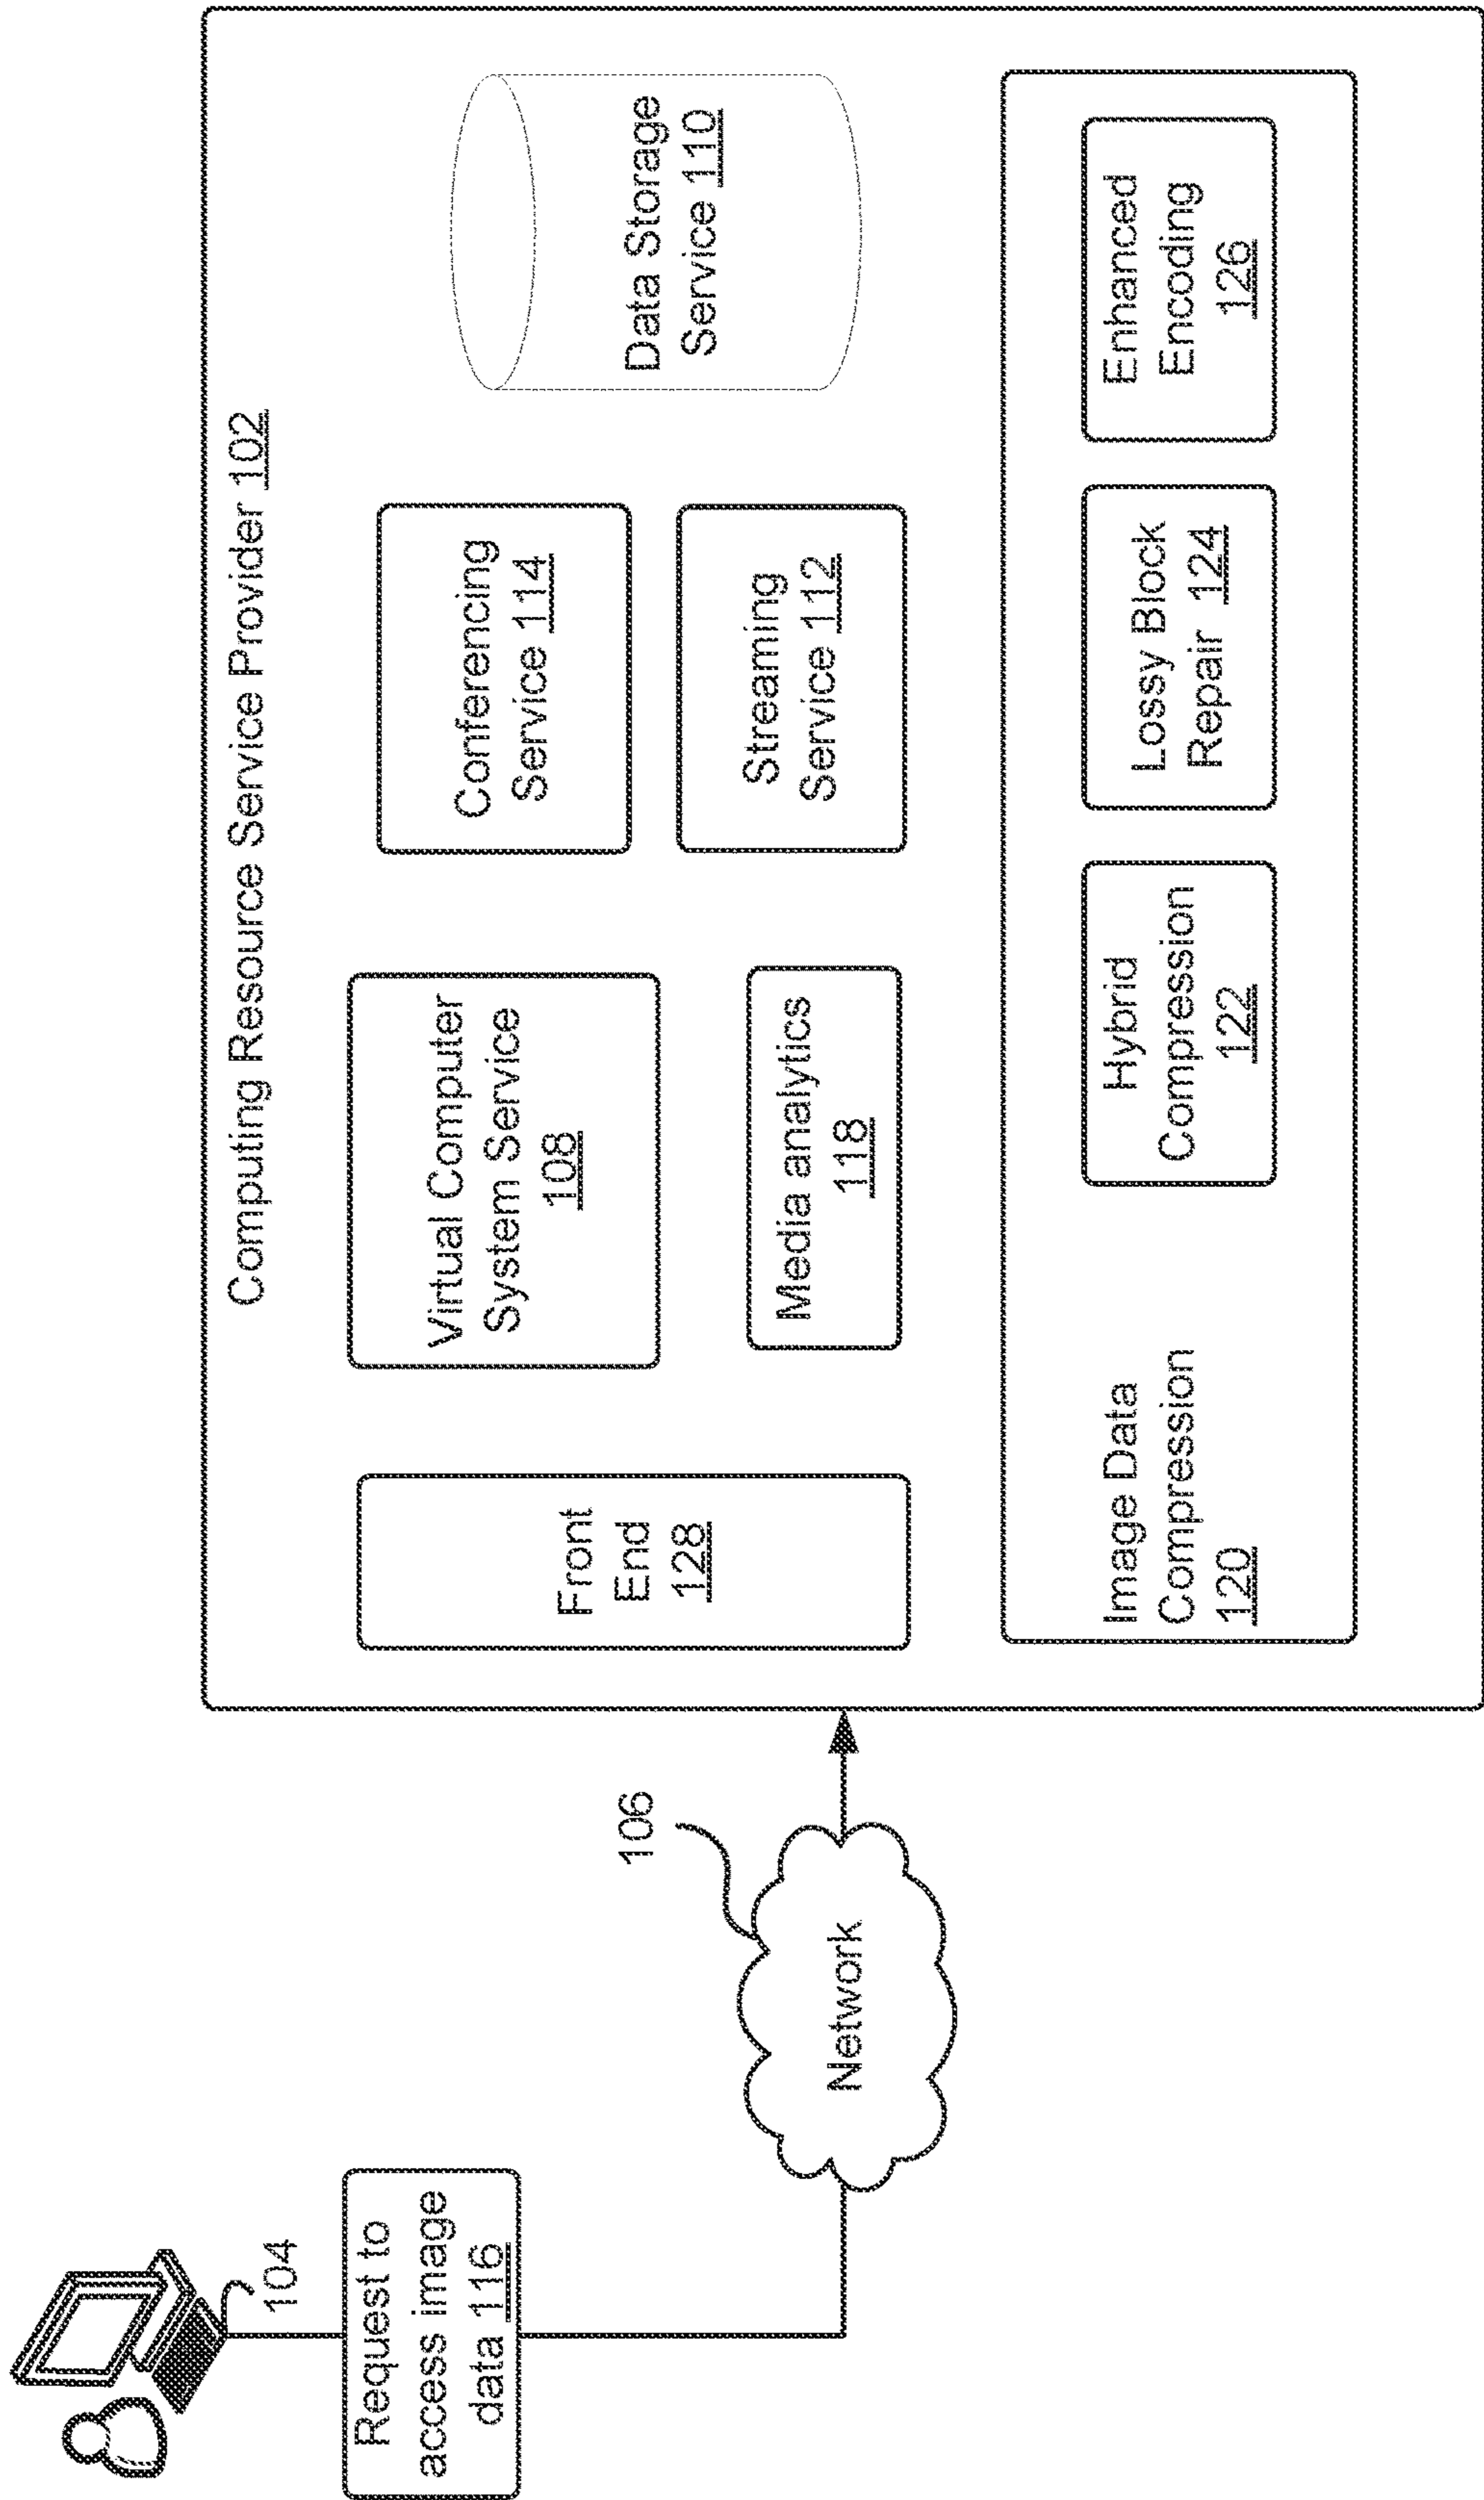 104
Request to
access image
data 116
106
Network
Computing Resource Service Provider 102
Front
End
128
Virtual Computer
System Service
108
Conferencing
Service 114
Data Storage
Service 110
Media analytics
118
Streaming
Service 112
Image Data
Compression
120
Hybrid
Compression
122
Lossy Block
Repair 124
Enhanced
Encoding
126